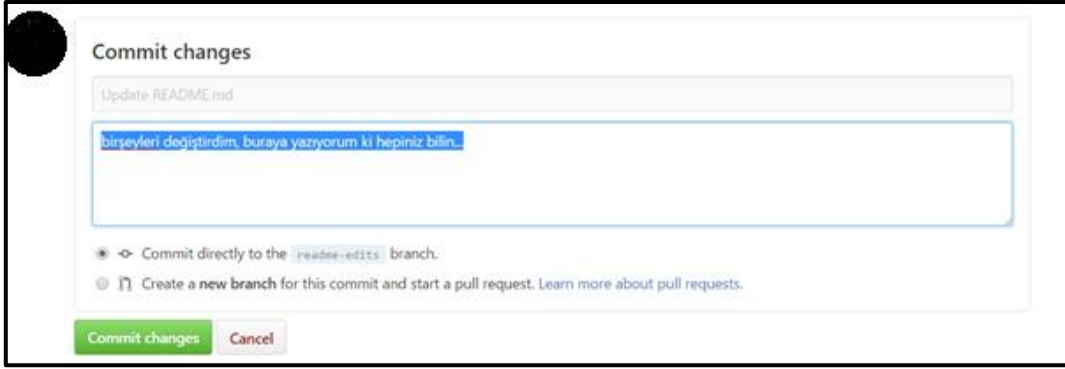 Commit changes
Update README.md
birşeyleri değiştirdim, buraya yazıyorum ki hepiniz bilin...
Commit directly to the readme-edits branch.
Create a new branch for this commit and start a pull request. Learn more about pull requests.
Commit changes Cancel